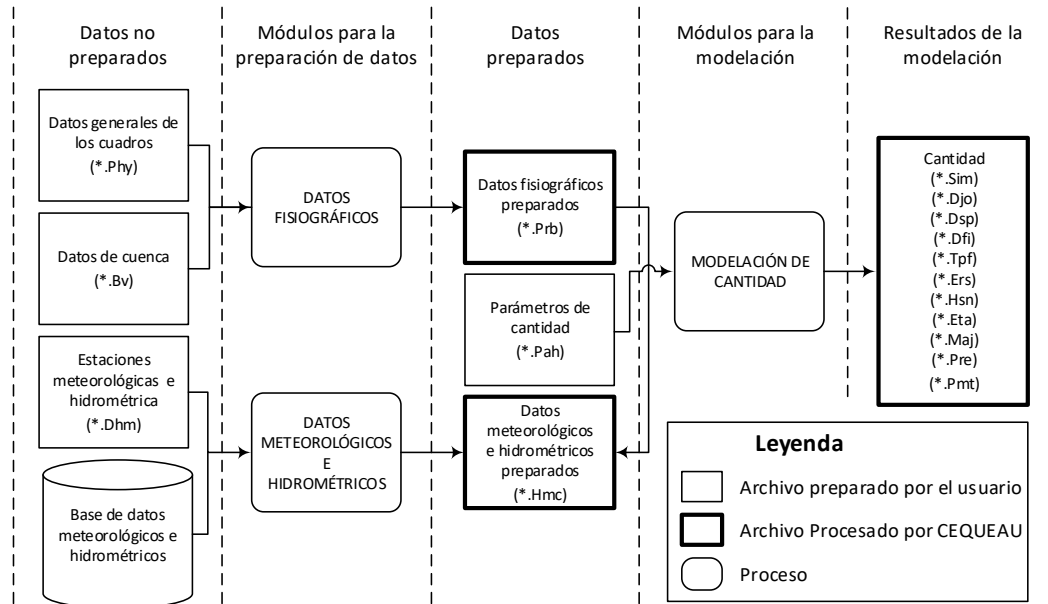 Datos no
preparados
Módulos para la
preparación de datos
Datos
preparados
Módulos para la
modelación
Resultados de la
modelación
Datos generales de
los cuadros
(*.Phy)
Datos de cuenca
(*.Bv)
Estaciones
meteorológicas e
hidrométrica
(*.Dhm)
Base de datos
meteorológicos e
hidrométricos
DATOS
FISIOGRÁFICOS
DATOS
METEOROLÓGICOS
E
HIDROMÉTRICOS
Datos fisiográficos
preparados
(*.Prb)
Parámetros de
cantidad
(*.Pah)
Datos
meteorológicos
e hidrométricos
preparados
(*.Hmc)
MODELACIÓN DE
CANTIDAD
Cantidad
(*.Sim)
(*.Djo)
(*.Dsp)
(*.Dfi)
(*.Tpf)
(*.Ers)
(*.Hsn)
(*.Eta)
(*.Maj)
(*.Pre)
(*.Pmt)
Leyenda
Archivo preparado por el usuario
Archivo Procesado por CEQUEAU
Proceso